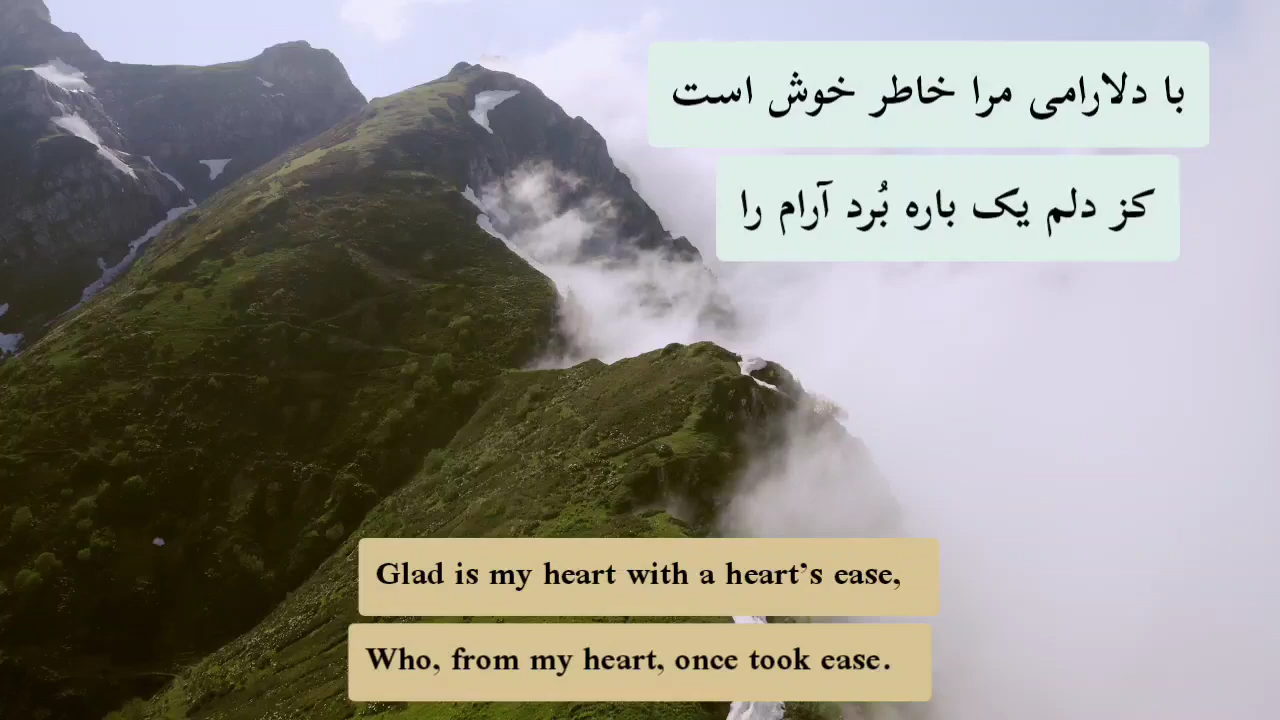 با دلارامی مرا خاطر خوش است
کز دلم یک باره بُرد آرام را
Glad is my heart with a heart’s ease,
Who, from my heart, once took ease.